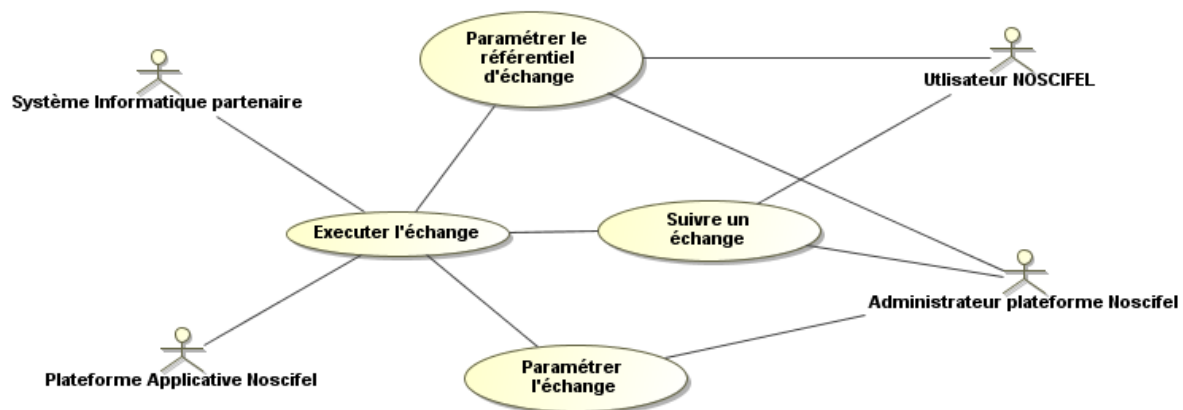 Paramétrer le
référentiel
d'échange
Utlisateur NOSCIFEL
Système Informatique partenaire
Executer l'échange
Suivre un
échange
Administrateur plateforme Noscifel
Plateforme Applicative Noscifel
Paramétrer
l'échange